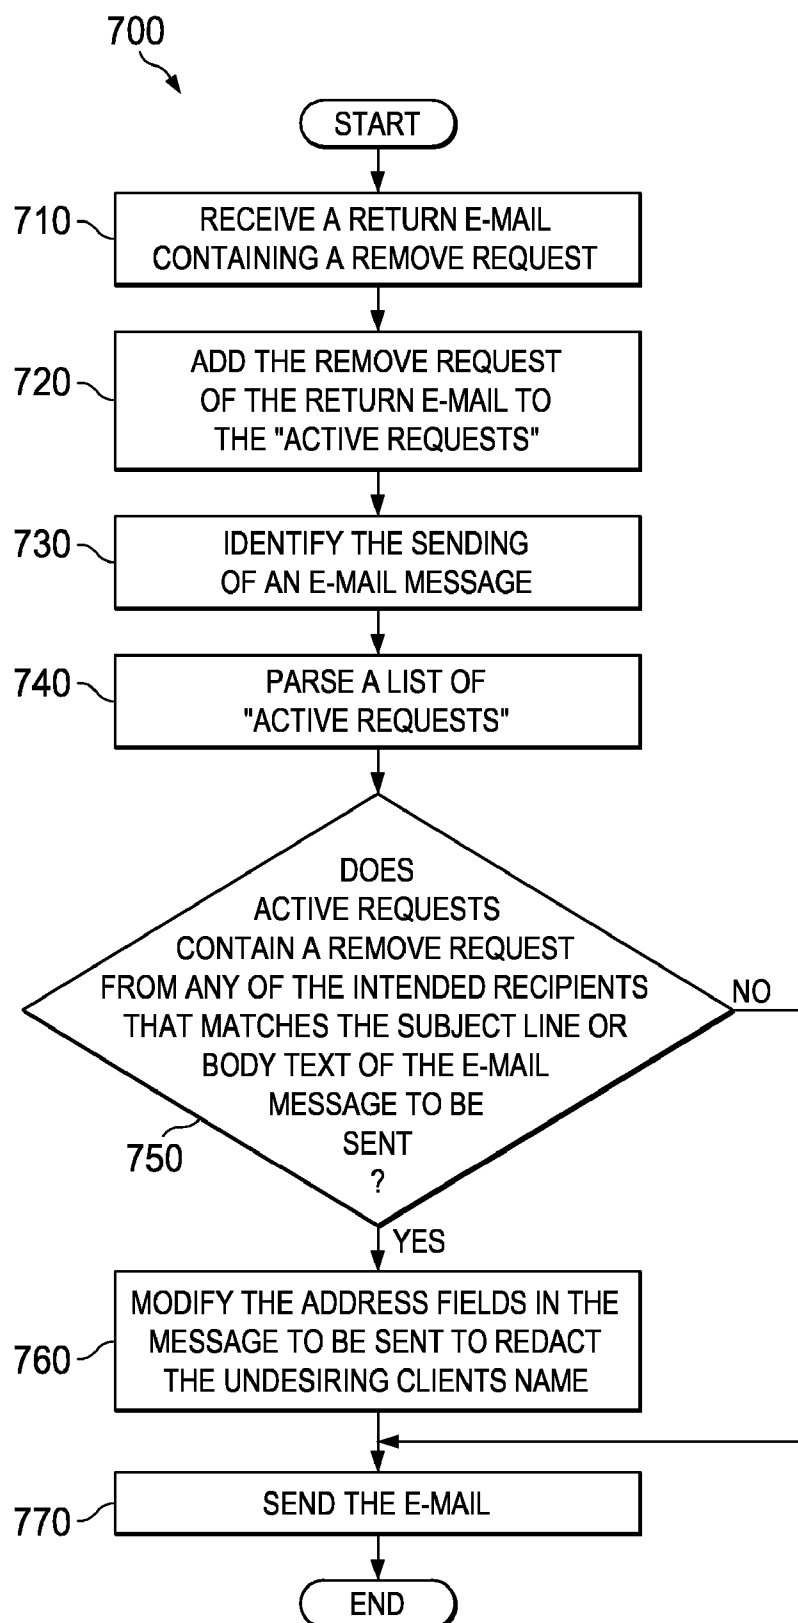 700
START
710
RECEIVE A RETURN E-MAIL
CONTAINING A REMOVE REQUEST
720
ADD THE REMOVE REQUEST
OF THE RETURN E-MAIL TO
THE "ACTIVE REQUESTS"
730
IDENTIFY THE SENDING
OF AN E-MAIL MESSAGE
740
PARSE A LIST OF
"ACTIVE REQUESTS"
DOES
ACTIVE REQUESTS
CONTAIN A REMOVE REQUEST
FROM ANY OF THE INTENDED RECIPIENTS
THAT MATCHES THE SUBJECT LINE OR
BODY TEXT OF THE E-MAIL
MESSAGE TO BE
SENT
?
NO
750
YES
760
MODIFY THE ADDRESS FIELDS IN THE
MESSAGE TO BE SENT TO REDACT
THE UNDESIRING CLIENTS NAME
770
SEND THE E-MAIL
END